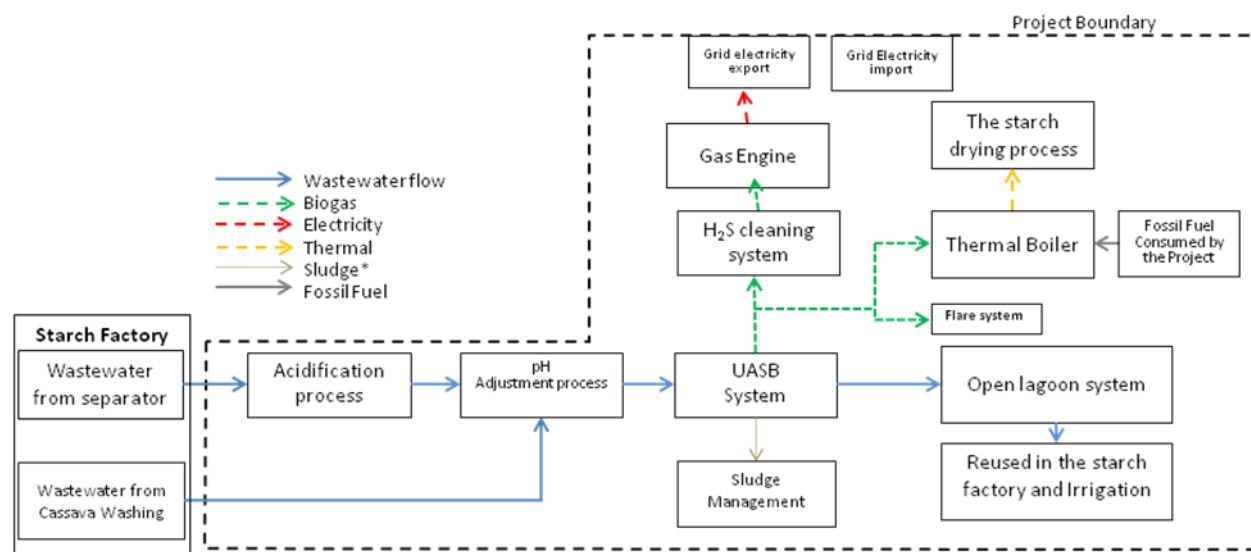 Project Boundary
Grid electricity
export
Grid Electricity
import
The starch
drying process
Gas Engine
Wastewater flow
Biogas
Electricity
Thermal
Sludge*
Fossil Fuel
H₂S cleaning
system
Thermal Boiler
Fossil Fuel
Consumed by
the Project
Flare system
Starch Factory
Wastewater
from separator
Acidification
process
pH
Adjustment process
UASB
System
Open lagoon system
Wastewater from
Cassava Washing
Sludge
Management
Reused in the starch
factory and Irrigation